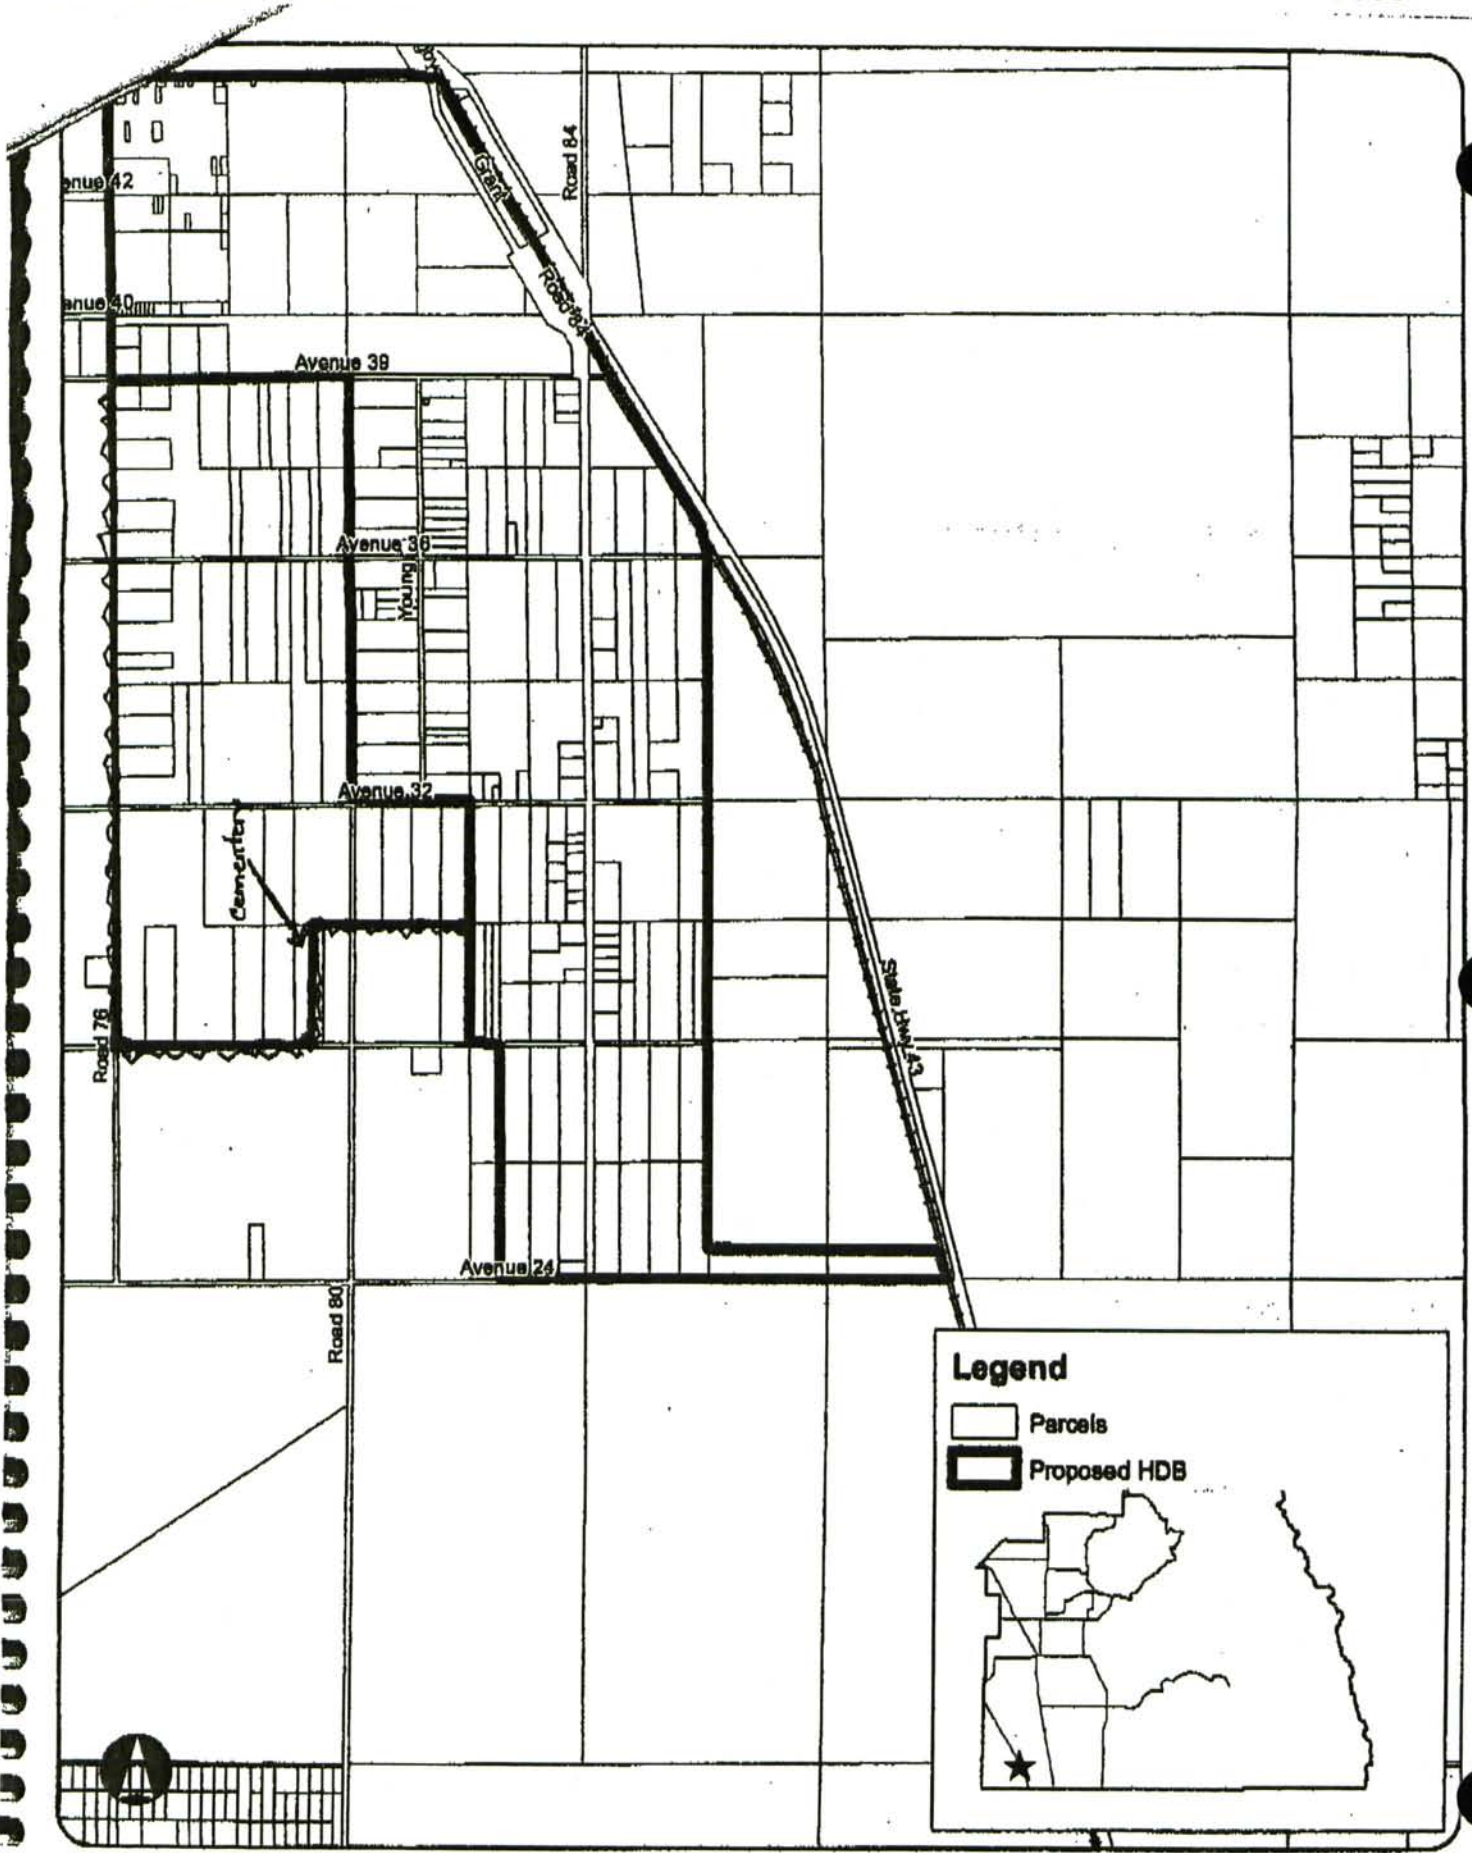 Road 84
Grant
enue 42
Road 84
enue 40
Avenue 39
Avenue 36
Young
Avenue 32
Cementery
State Hwy 43
Road 76
Avenue 24
Road 80
Legend
Parcels
Proposed HDB